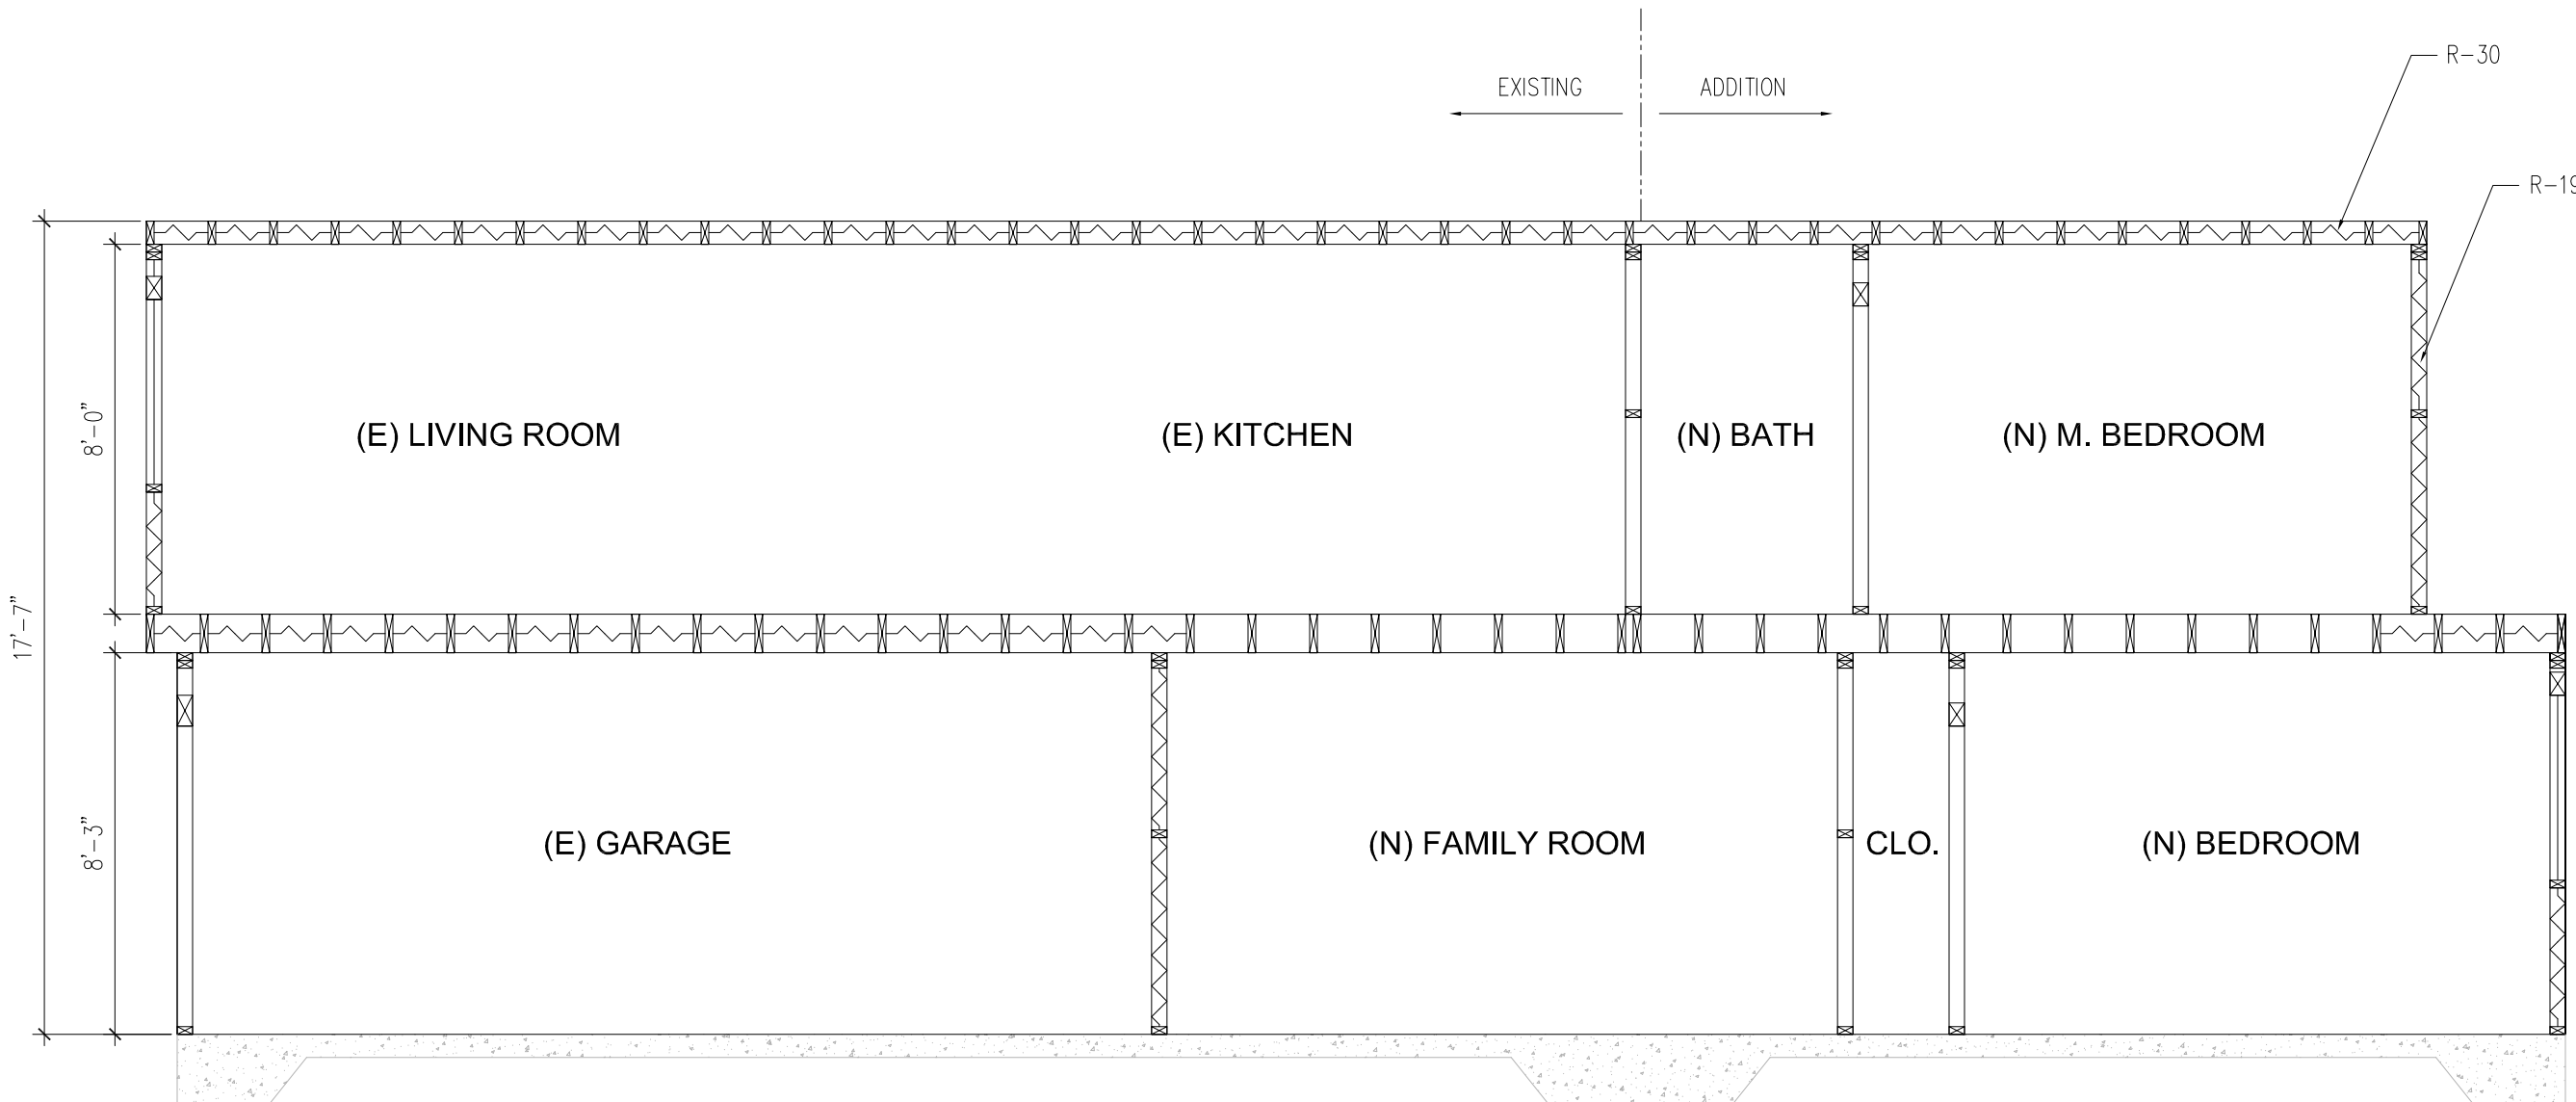 R-30
EXISTING
ADDITION
R-19
8'-0"
(E) LIVING ROOM
(E) KITCHEN
(N) BATH
(N) M. BEDROOM
17'-7"
8'-3"
(E) GARAGE
(N) FAMILY ROOM
CLO.
(N) BEDROOM